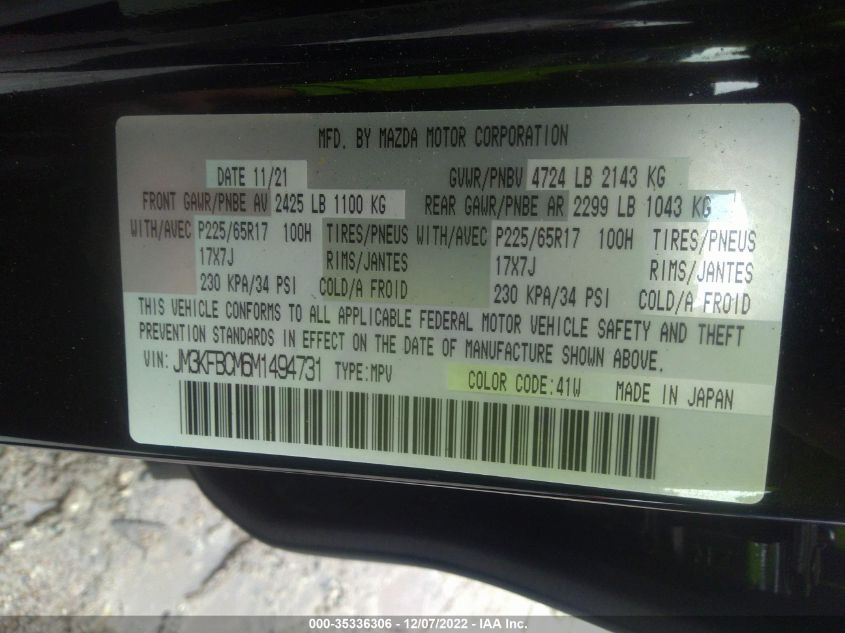 MFD. BY MAZDA MOTOR CORPORATION
DATE 11/21 GVWR/PNBV 4724 LB 2143 KG
FRONT GAWR/PNBE AV 2425 LB 1100 KG REAR GAWR/PNBE AR 2299 LB 1043 KG
WITH/AVEC P225/65R17 100H TIRES/PNEUS WITH/AVEC P225/65R17 100H TIRES/PNEUS
17X7J RIMS/JANTES 17X7J RIMS/JANTES
230 KPA/34 PSI COLD/A FROID 230 KPA/34 PSI COLD/A FROID
THIS VEHICLE CONFORMS TO ALL APPLICABLE FEDERAL MOTOR VEHICLE SAFETY AND THEFT
PREVENTION STANDARDS IN EFFECT ON THE DATE OF MANUFACTURE SHOWN ABOVE.
VIN: JM3KFBCM6M1494731 TYPE:MPV COLOR CODE:41W MADE IN JAPAN
000-35336306 - 12/07/2022 - IAA Inc.